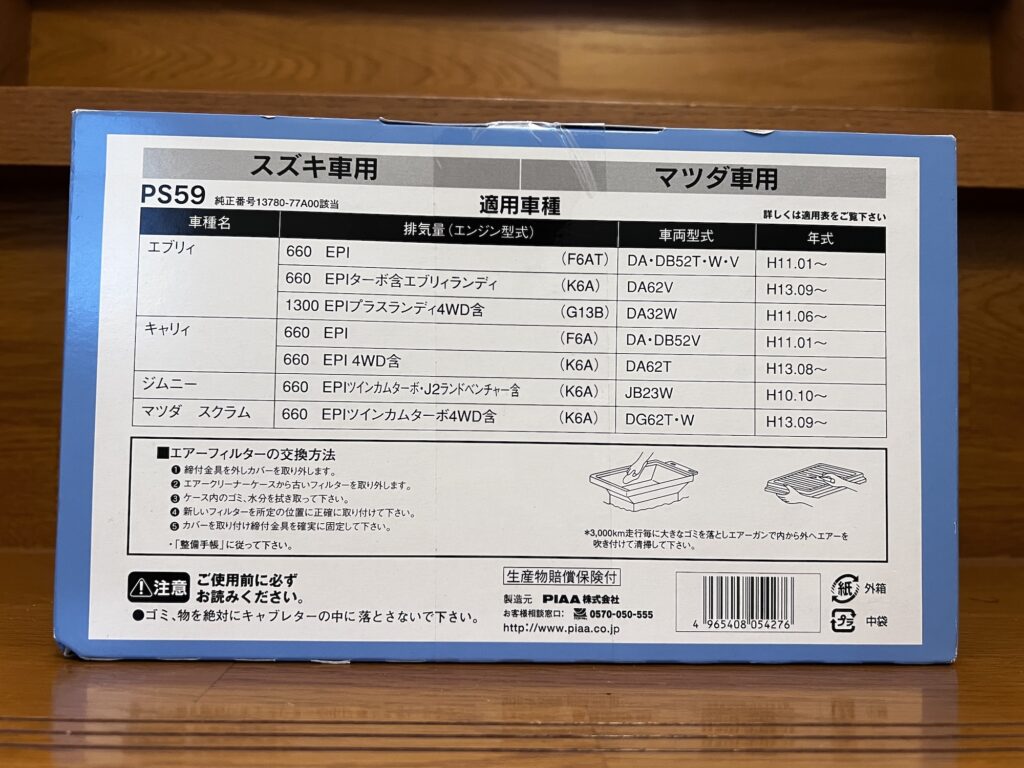 スズキ車用
マツダ車用
PS59 純正番号13780-77A00該当
適用車種
詳しくは適用表をご覧下さい
車種名 排気量(エンジン型式) 車両型式 年式
エブリィ 660 EPI (F6AT) DA・DB52T・W・V H11.01～
660 EPIターボ含エブリィランディ (K6A) DA62V H13.09～
1300 EPIプラスランディ4WD含 (G13B) DA32W H11.06～
キャリィ 660 EPI (F6A) DA・DB52V H11.01～
660 EPI 4WD含 (K6A) DA62T H13.08～
ジムニー 660 EPIツインカムターボ・J2ランドベンチャー含 (K6A) JB23W H10.10～
マツダ スクラム 660 EPIツインカムターボ4WD含 (K6A) DG62T・W H13.09～
■エアーフィルターの交換方法
❶ 締付金具を外しカバーを取り外します。
❷ エアークリーナーケースから古いフィルターを取り外します。
❸ ケース内のゴミ、水分を拭き取って下さい。
❹ 新しいフィルターを所定の位置に正確に取り付けて下さい。
❺ カバーを取り付け締付金具を確実に固定して下さい。
・「整備手帳」に従って下さい。
*3,000km走行毎に大きなゴミを落としエアーガンで内から外へエアーを
吹き付けて清掃して下さい。
注意 ご使用前に必ず
お読みください。
●ゴミ、物を絶対にキャブレターの中に落とさないで下さい。
生産物賠償保険付
製造元 PIAA 株式会社
お客様相談窓口: 0570-050-555
http://www.piaa.co.jp
4 965408 054276
紙 外箱
プラ 中袋